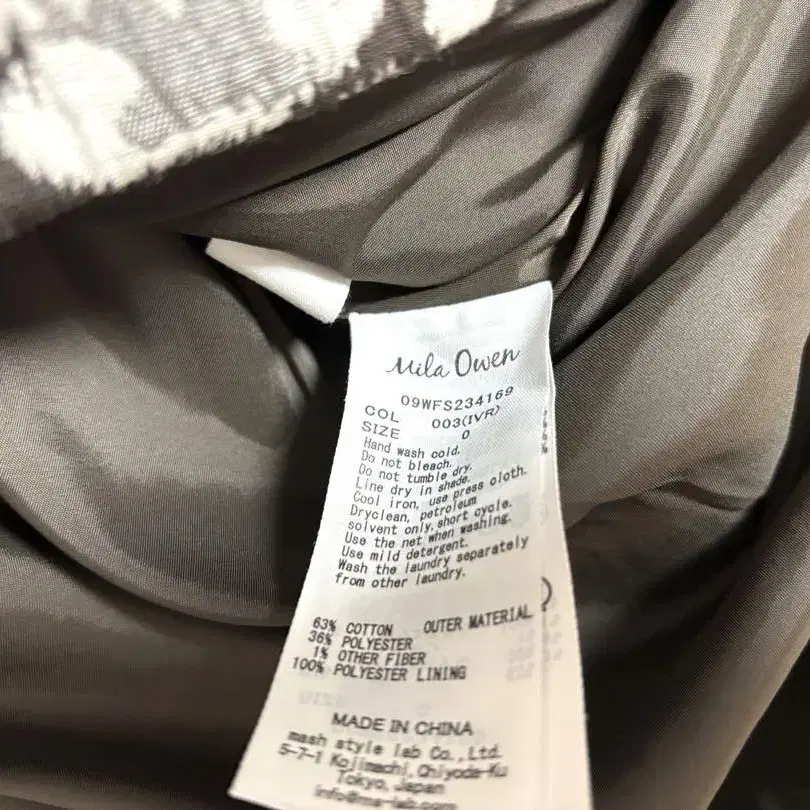 Mila Owen
09WFS234169
COL 003(IVR)
SIZE 0
Hand wash cold.
Do not bleach.
Do not tumble dry.
Line dry in shade.
Cool iron, use press cloth.
Dryclean, petroleum
solvent only, short cycle.
Use the net when washing.
Use mild detergent.
Wash the laundry separately
from other laundry.
63% COTTON OUTER MATERIAL
36% POLYESTER
1% OTHER FIBER
100% POLYESTER LINING
MADE IN CHINA
mash style lab Co.,Ltd.
5-7-1 Kojimachi, Chiyoda-Ku
Tokyo, Japan
info@ms-lab.com